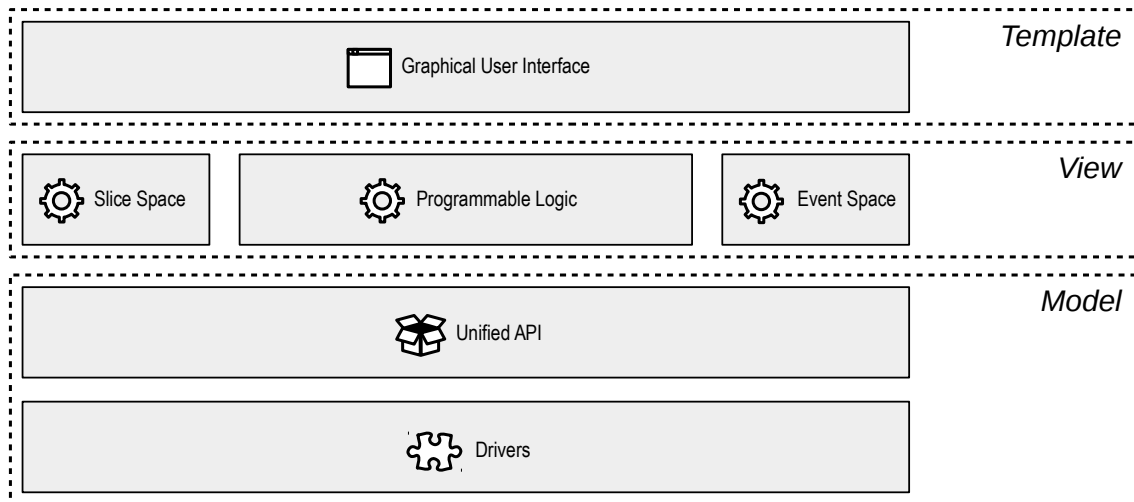 Template
Graphical User Interface
View
Slice Space
Programmable Logic
Event Space
Model
Unified API
Drivers